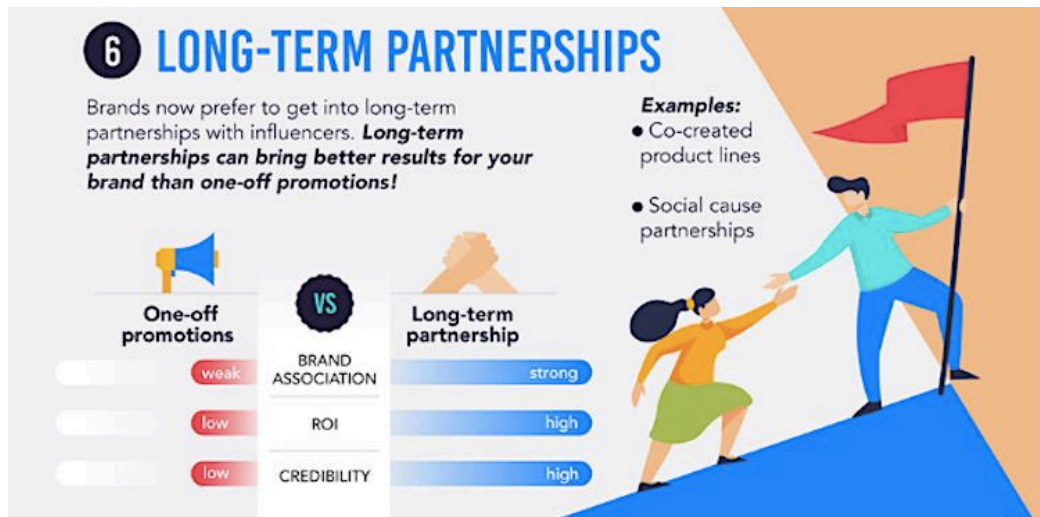 6 LONG-TERM PARTNERSHIPS
Brands now prefer to get into long-term
partnerships with influencers. Long-term
partnerships can bring better results for your
brand than one-off promotions!
Examples:
• Co-created
product lines
• Social cause
partnerships
One-off
promotions
VS
Long-term
partnership
weak
BRAND
ASSOCIATION
strong
low
ROI
high
low
CREDIBILITY
high